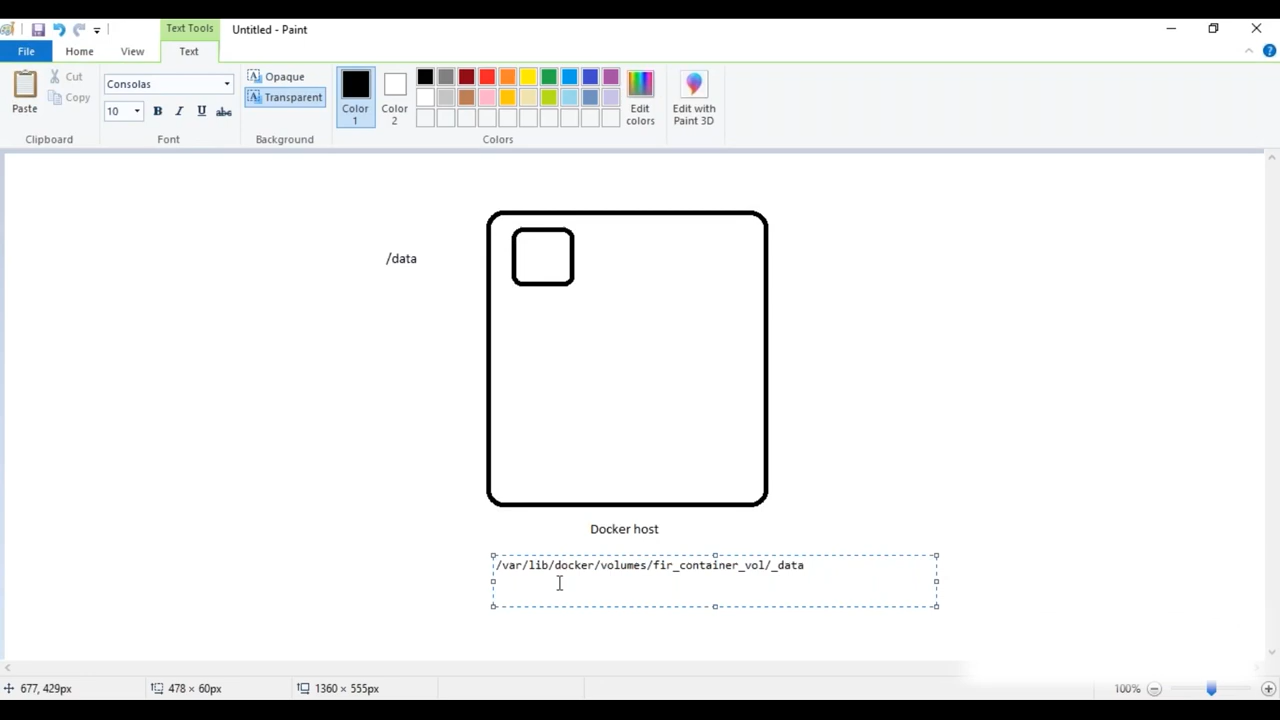 Text Tools
Untitled - Paint
File
Home
View
Text
Paste
Cut
Copy
Clipboard
Consolas
10
B
I
U
abc
Font
Opaque
Transparent
Background
Color
1
Color
2
Edit
colors
Colors
Edit with
Paint 3D
/data
Docker host
/var/lib/docker/volumes/fir_container_vol/_data
677, 429px
478 × 60px
1360 × 555px
100%